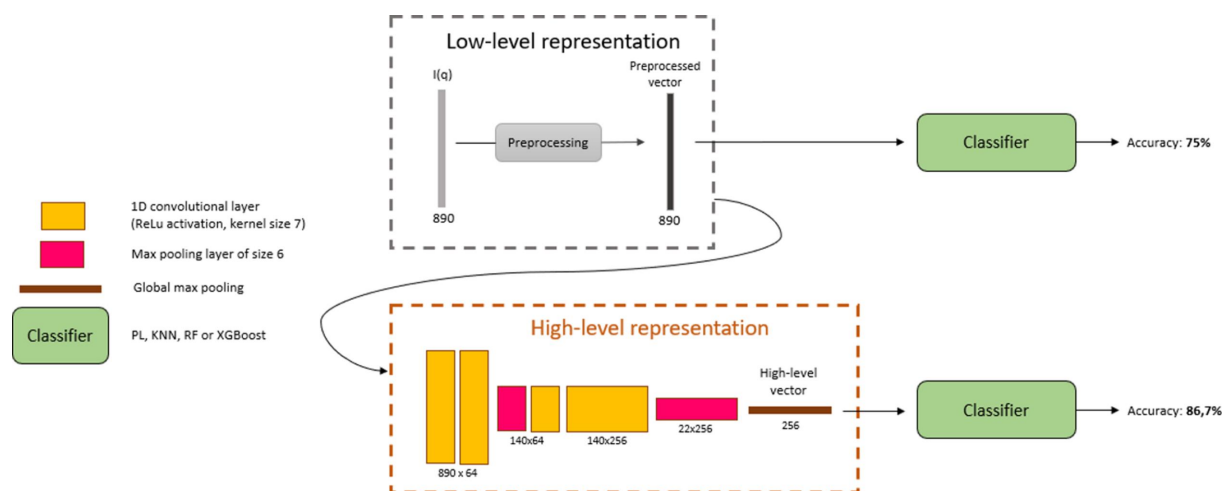 Low-level representation
I(q)
Preprocessed
vector
Preprocessing
890
890
Classifier
Accuracy: 75%
1D convolutional layer
(ReLu activation, kernel size 7)
Max pooling layer of size 6
Global max pooling
Classifier
PL, KNN, RF or XGBoost
High-level representation
High-level
vector
890 x 64
140x64
140x256
22x256
256
Classifier
Accuracy: 86,7%